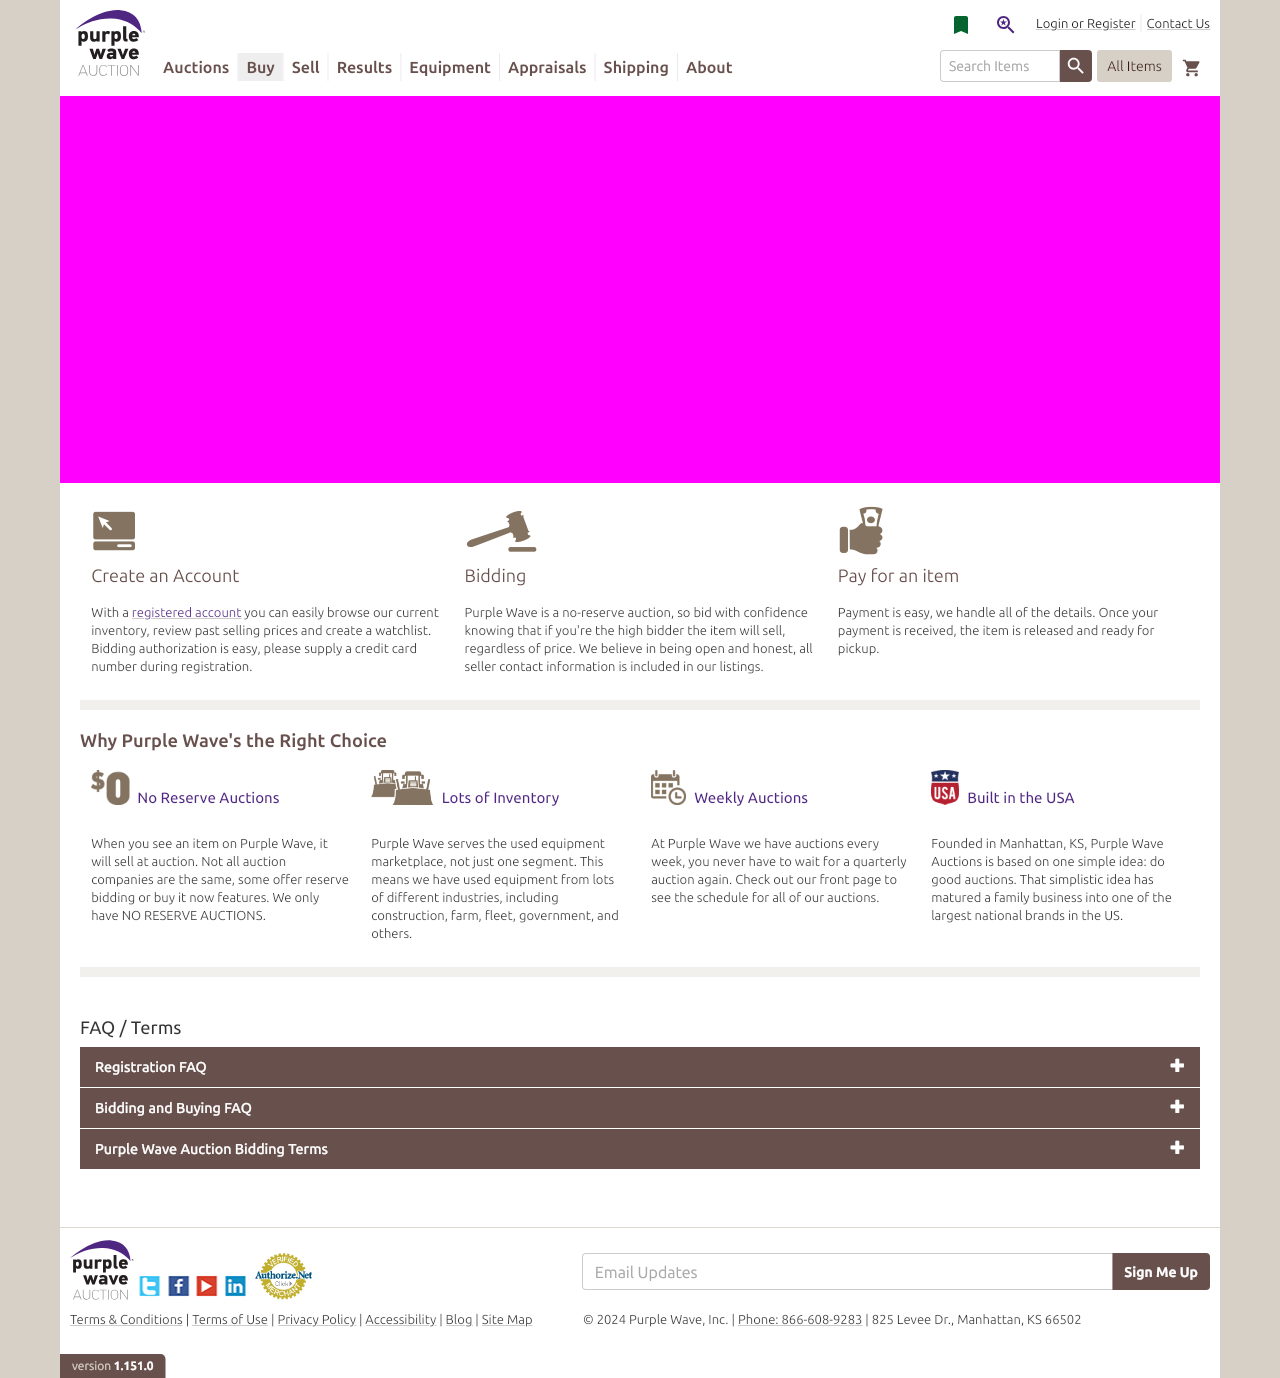 purple
wave
AUCTION
Login or Register
Contact Us
Auctions
Buy
Sell
Results
Equipment
Appraisals
Shipping
About
Search Items
All Items
Create an Account
With a registered account you can easily browse our current
inventory, review past selling prices and create a watchlist.
Bidding authorization is easy, please supply a credit card
number during registration.
Bidding
Purple Wave is a no-reserve auction, so bid with confidence
knowing that if you're the high bidder the item will sell,
regardless of price. We believe in being open and honest, all
seller contact information is included in our listings.
Pay for an item
Payment is easy, we handle all of the details. Once your
payment is received, the item is released and ready for
pickup.
Why Purple Wave's the Right Choice
$0
No Reserve Auctions
When you see an item on Purple Wave, it
will sell at auction. Not all auction
companies are the same, some offer reserve
bidding or buy it now features. We only
have NO RESERVE AUCTIONS.
Lots of Inventory
Purple Wave serves the used equipment
marketplace, not just one segment. This
means we have used equipment from lots
of different industries, including
construction, farm, fleet, government, and
others.
Weekly Auctions
At Purple Wave we have auctions every
week, you never have to wait for a quarterly
auction again. Check out our front page to
see the schedule for all of our auctions.
USA
Built in the USA
Founded in Manhattan, KS, Purple Wave
Auctions is based on one simple idea: do
good auctions. That simplistic idea has
matured a family business into one of the
largest national brands in the US.
FAQ / Terms
Registration FAQ
Bidding and Buying FAQ
Purple Wave Auction Bidding Terms
purple
wave
AUCTION
Authorize.Net
Click
Email Updates
Sign Me Up
Terms & Conditions | Terms of Use | Privacy Policy | Accessibility | Blog | Site Map
© 2024 Purple Wave, Inc. | Phone: 866-608-9283 | 825 Levee Dr., Manhattan, KS 66502
version 1.151.0